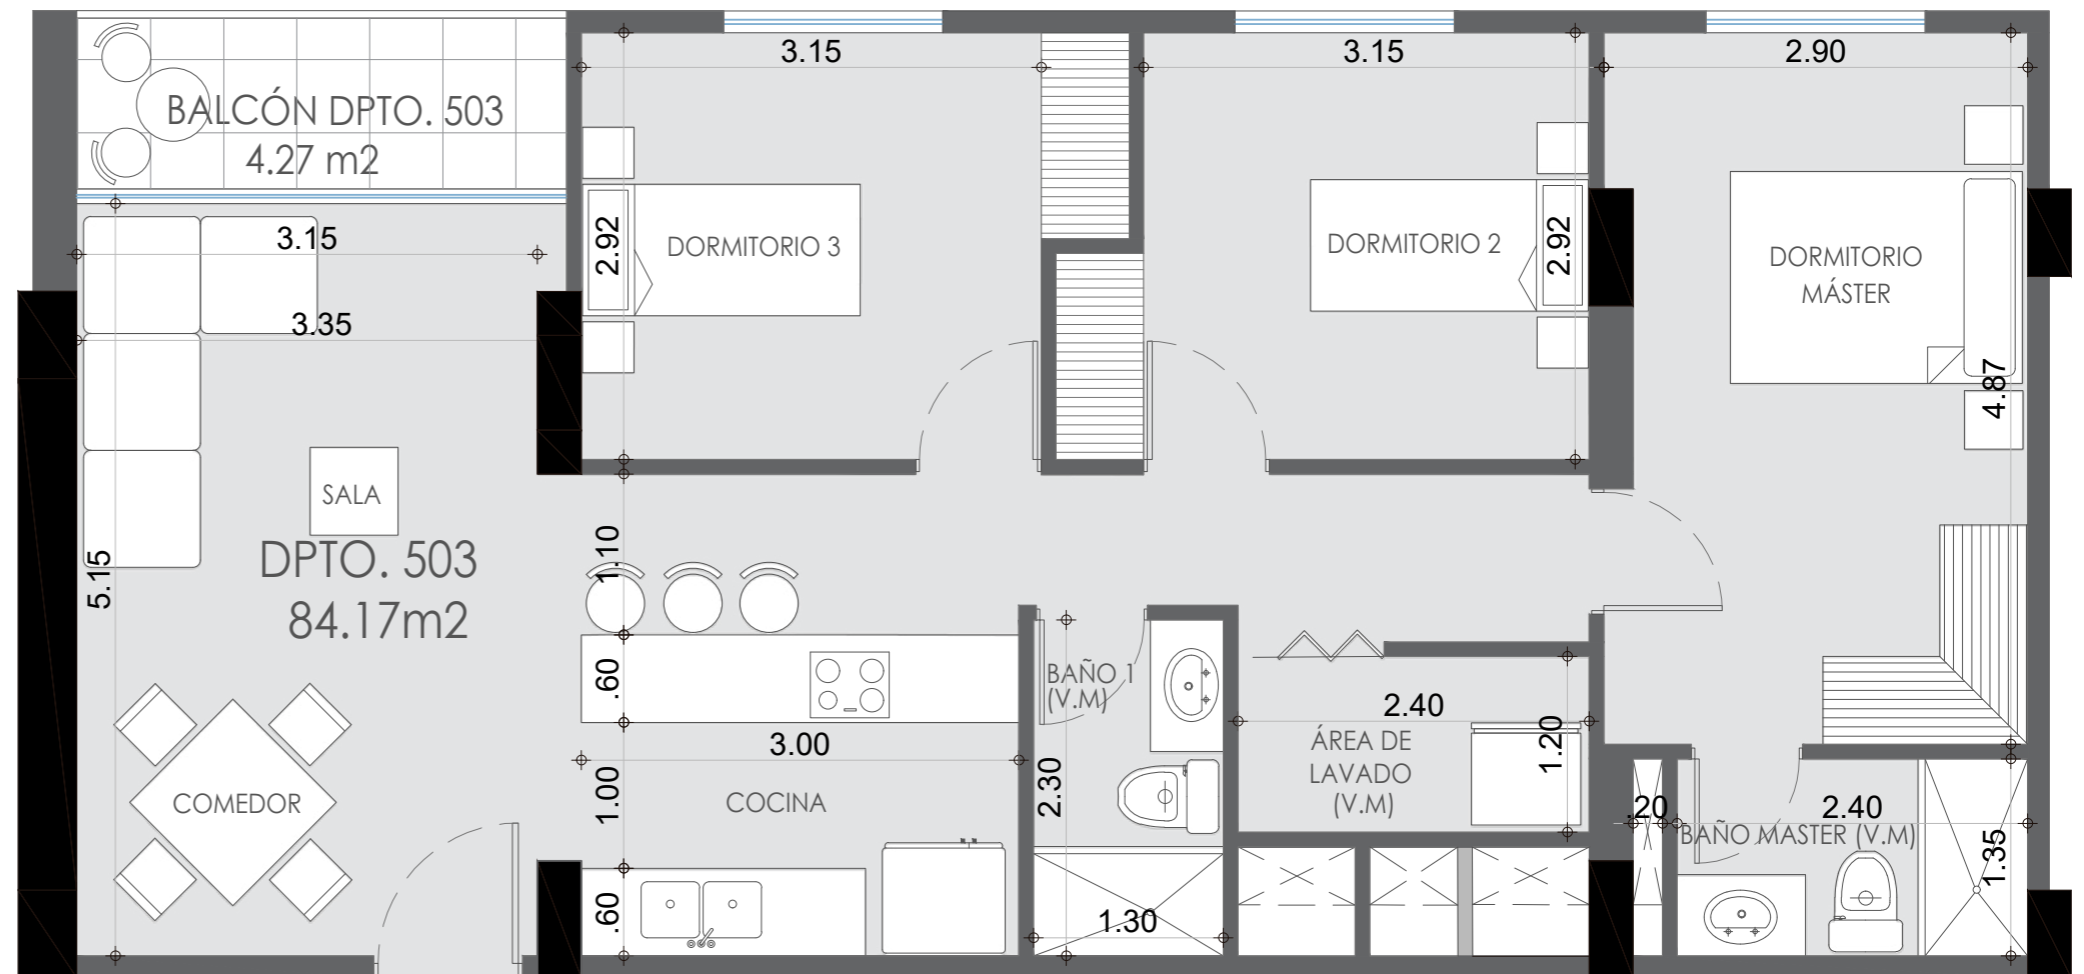 3.15
3.15
2.90
BALCÓN DPTO. 503
4.27 m2
3.15
2.92
DORMITORIO 3
DORMITORIO 2
2.92
DORMITORIO
MÁSTER
3.35
4.87
SALA
DPTO. 503
84.17m2
5.15
1.10
.60
BAÑO 1
(V.M)
2.40
ÁREA DE
LAVADO
(V.M)
1.20
3.00
1.00
COCINA
2.30
COMEDOR
.20
2.40
BAÑO MASTER (V.M)
1.35
.60
1.30